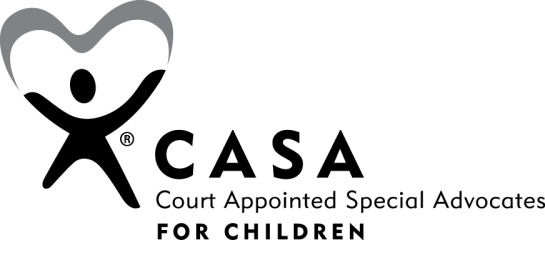 ® CASA
Court Appointed Special Advocates
FOR CHILDREN